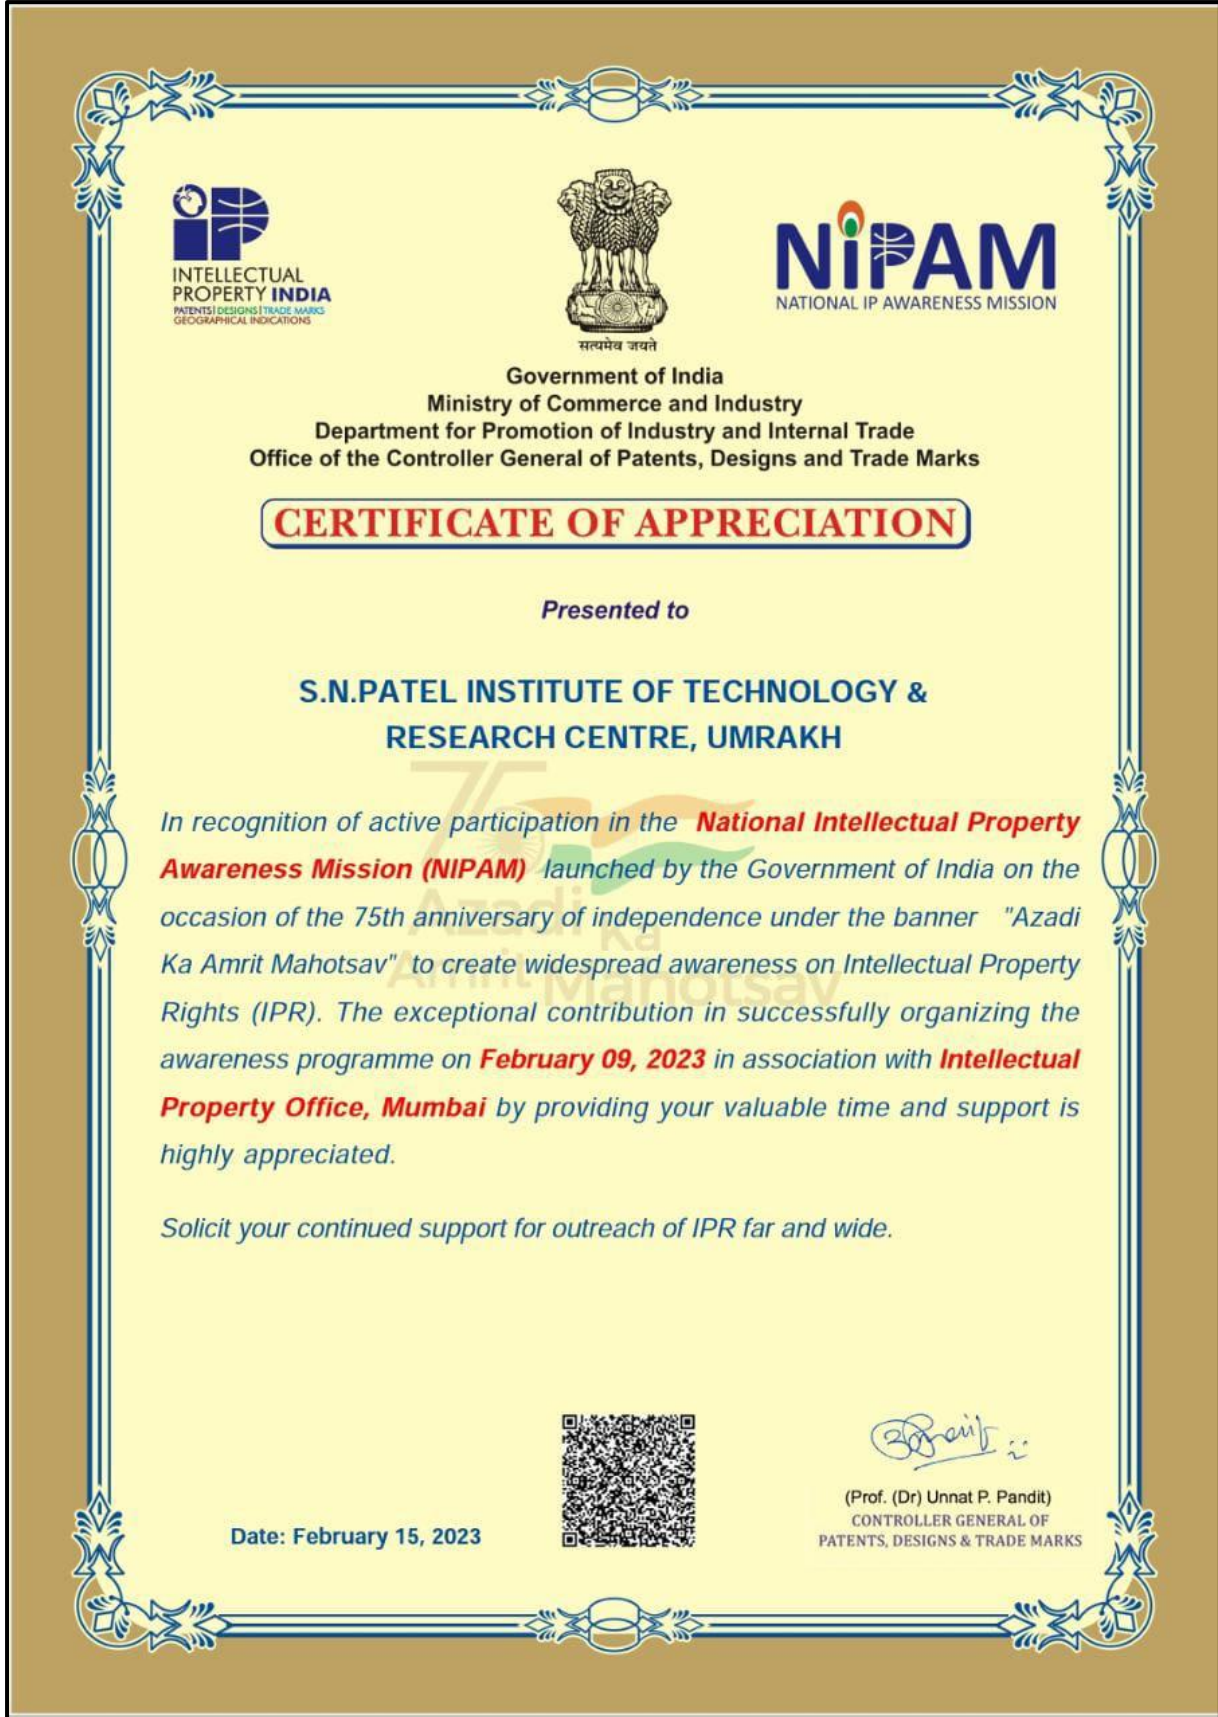 iP
INTELLECTUAL
PROPERTY INDIA
PATENTS | DESIGNS | TRADE MARKS
GEOGRAPHICAL INDICATIONS
सत्यमेव जयते
NiPAM
NATIONAL IP AWARENESS MISSION
Government of India
Ministry of Commerce and Industry
Department for Promotion of Industry and Internal Trade
Office of the Controller General of Patents, Designs and Trade Marks
CERTIFICATE OF APPRECIATION
Presented to
S.N.PATEL INSTITUTE OF TECHNOLOGY &
RESEARCH CENTRE, UMRAKH
In recognition of active participation in the National Intellectual Property
Awareness Mission (NIPAM) launched by the Government of India on the
occasion of the 75th anniversary of independence under the banner "Azadi
Ka Amrit Mahotsav" to create widespread awareness on Intellectual Property
Rights (IPR). The exceptional contribution in successfully organizing the
awareness programme on February 09, 2023 in association with Intellectual
Property Office, Mumbai by providing your valuable time and support is
highly appreciated.
75
Azadi Ka
Amrit Mahotsav
Solicit your continued support for outreach of IPR far and wide.
Date: February 15, 2023
(Prof. (Dr) Unnat P. Pandit)
CONTROLLER GENERAL OF
PATENTS, DESIGNS & TRADE MARKS